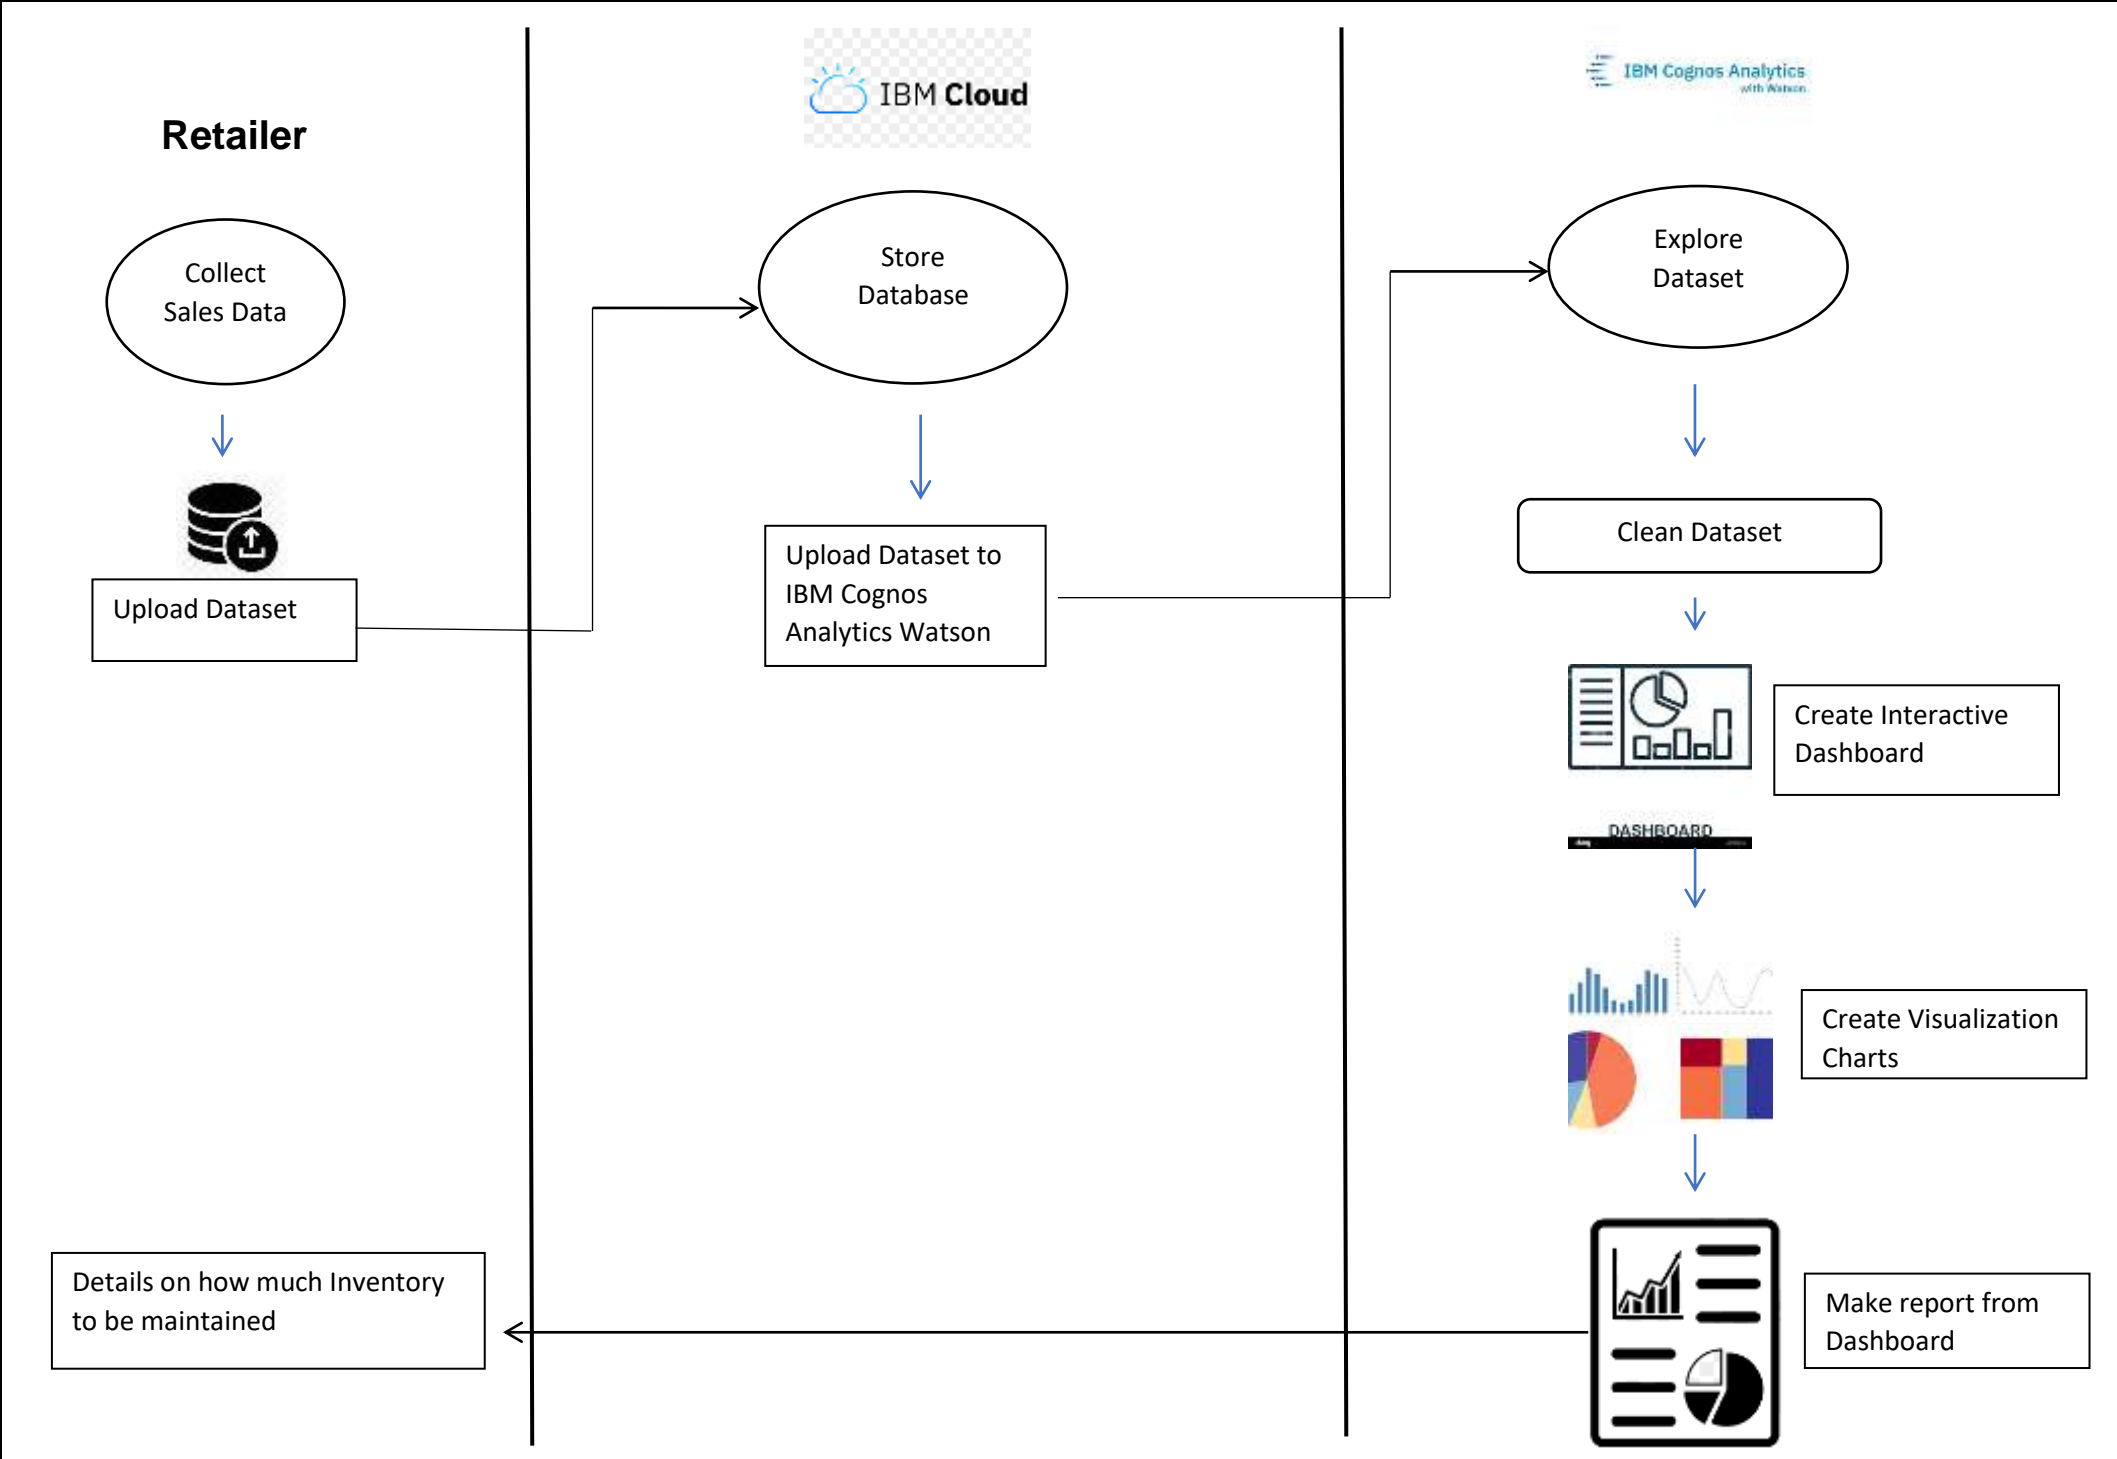 Retailer
Collect
Sales Data
Upload Dataset
Details on how much Inventory
to be maintained
IBM Cloud
Store
Database
Upload Dataset to
IBM Cognos
Analytics Watson
IBM Cognos Analytics
with Watson
Explore
Dataset
Clean Dataset
Create Interactive
Dashboard
DASHBOARD
Create Visualization
Charts
Make report from
Dashboard